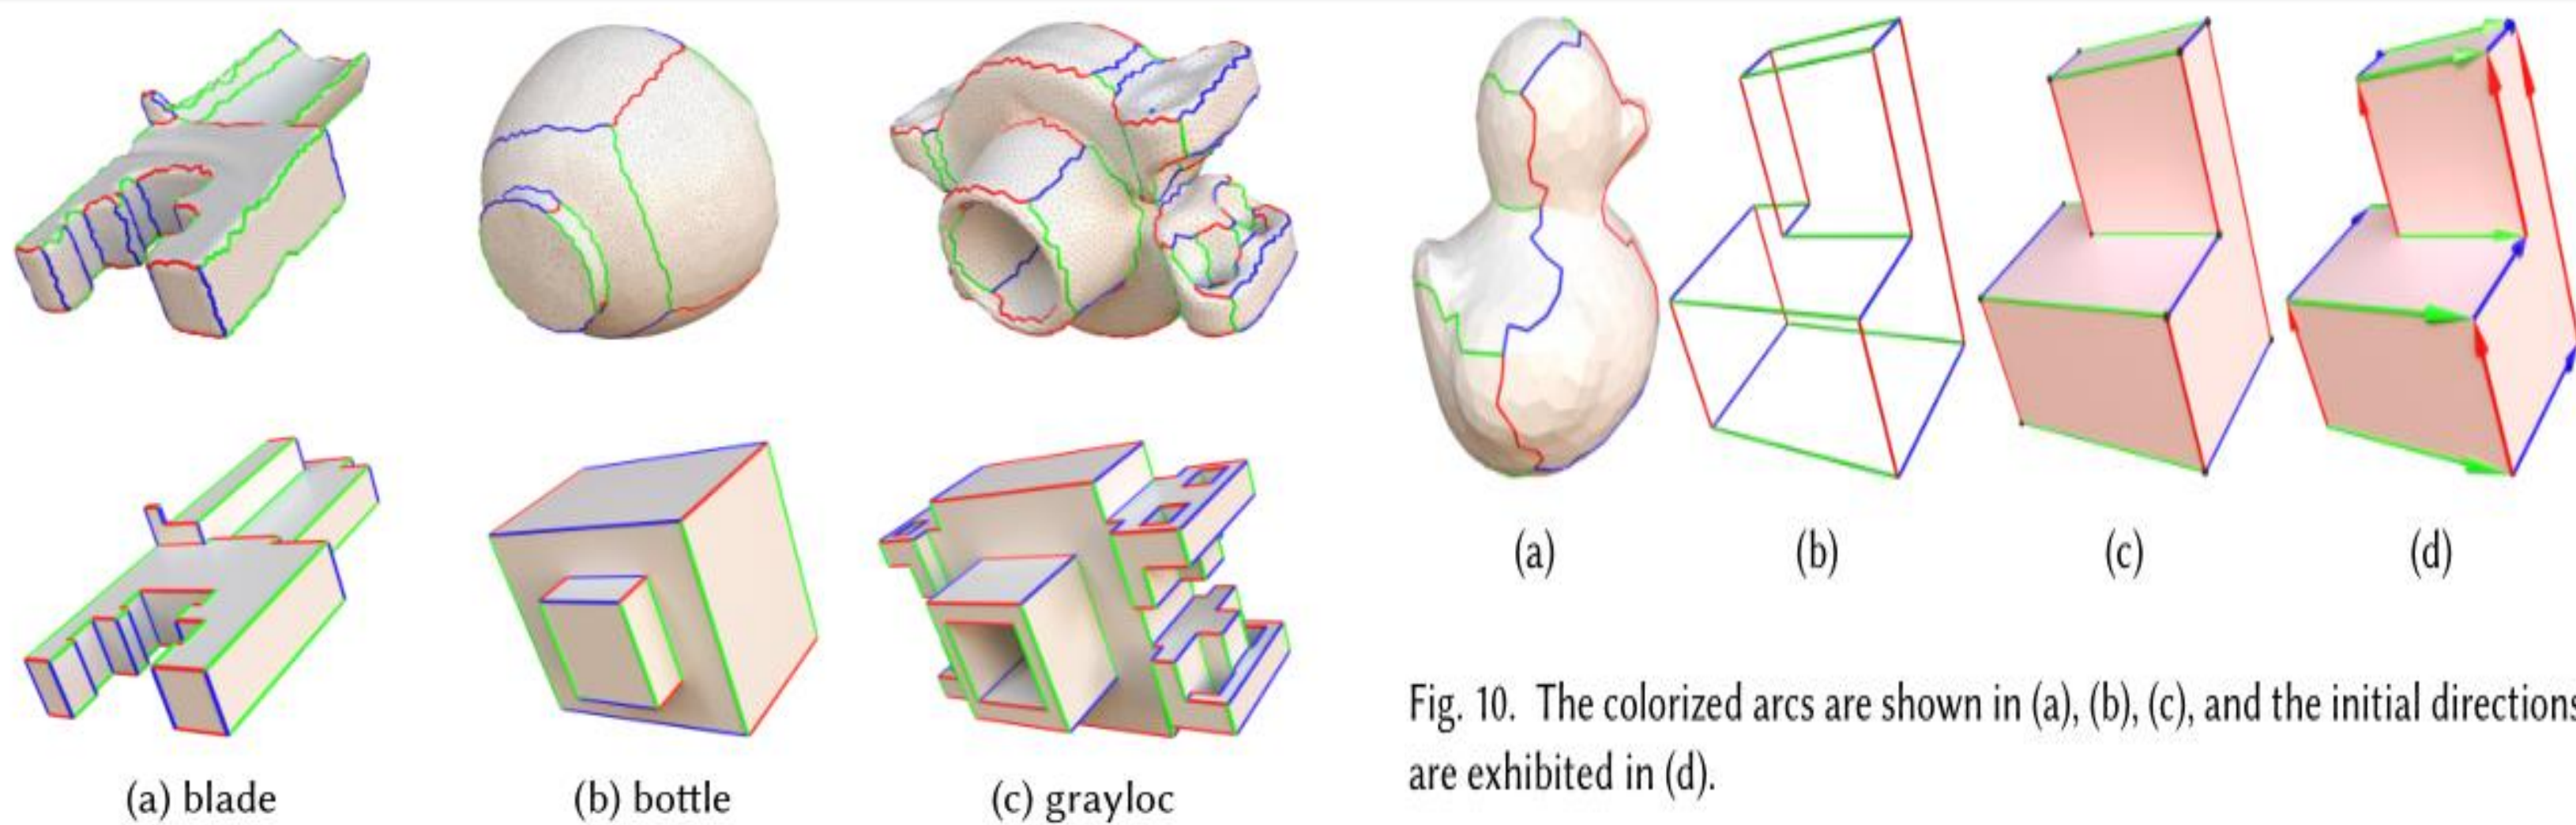 (a) blade
(b) bottle
(c) grayloc
(a)
(b)
(c)
(d)
Fig. 10. The colorized arcs are shown in (a), (b), (c), and the initial directions
are exhibited in (d).